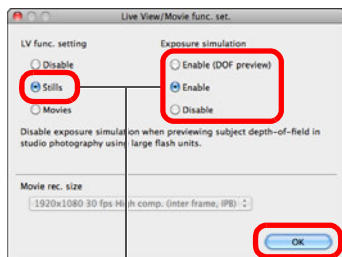 Live View/Movie func. set.
LV func. setting
Exposure simulation
Disable
Enable (DOF preview)
Stills
Enable
Movies
Disable
Disable exposure simulation when previewing subject depth-of-field in
studio photography using large flash units.
Movie rec. size
1920x1080 30 fps High comp. (inter frame, IPB)
OK